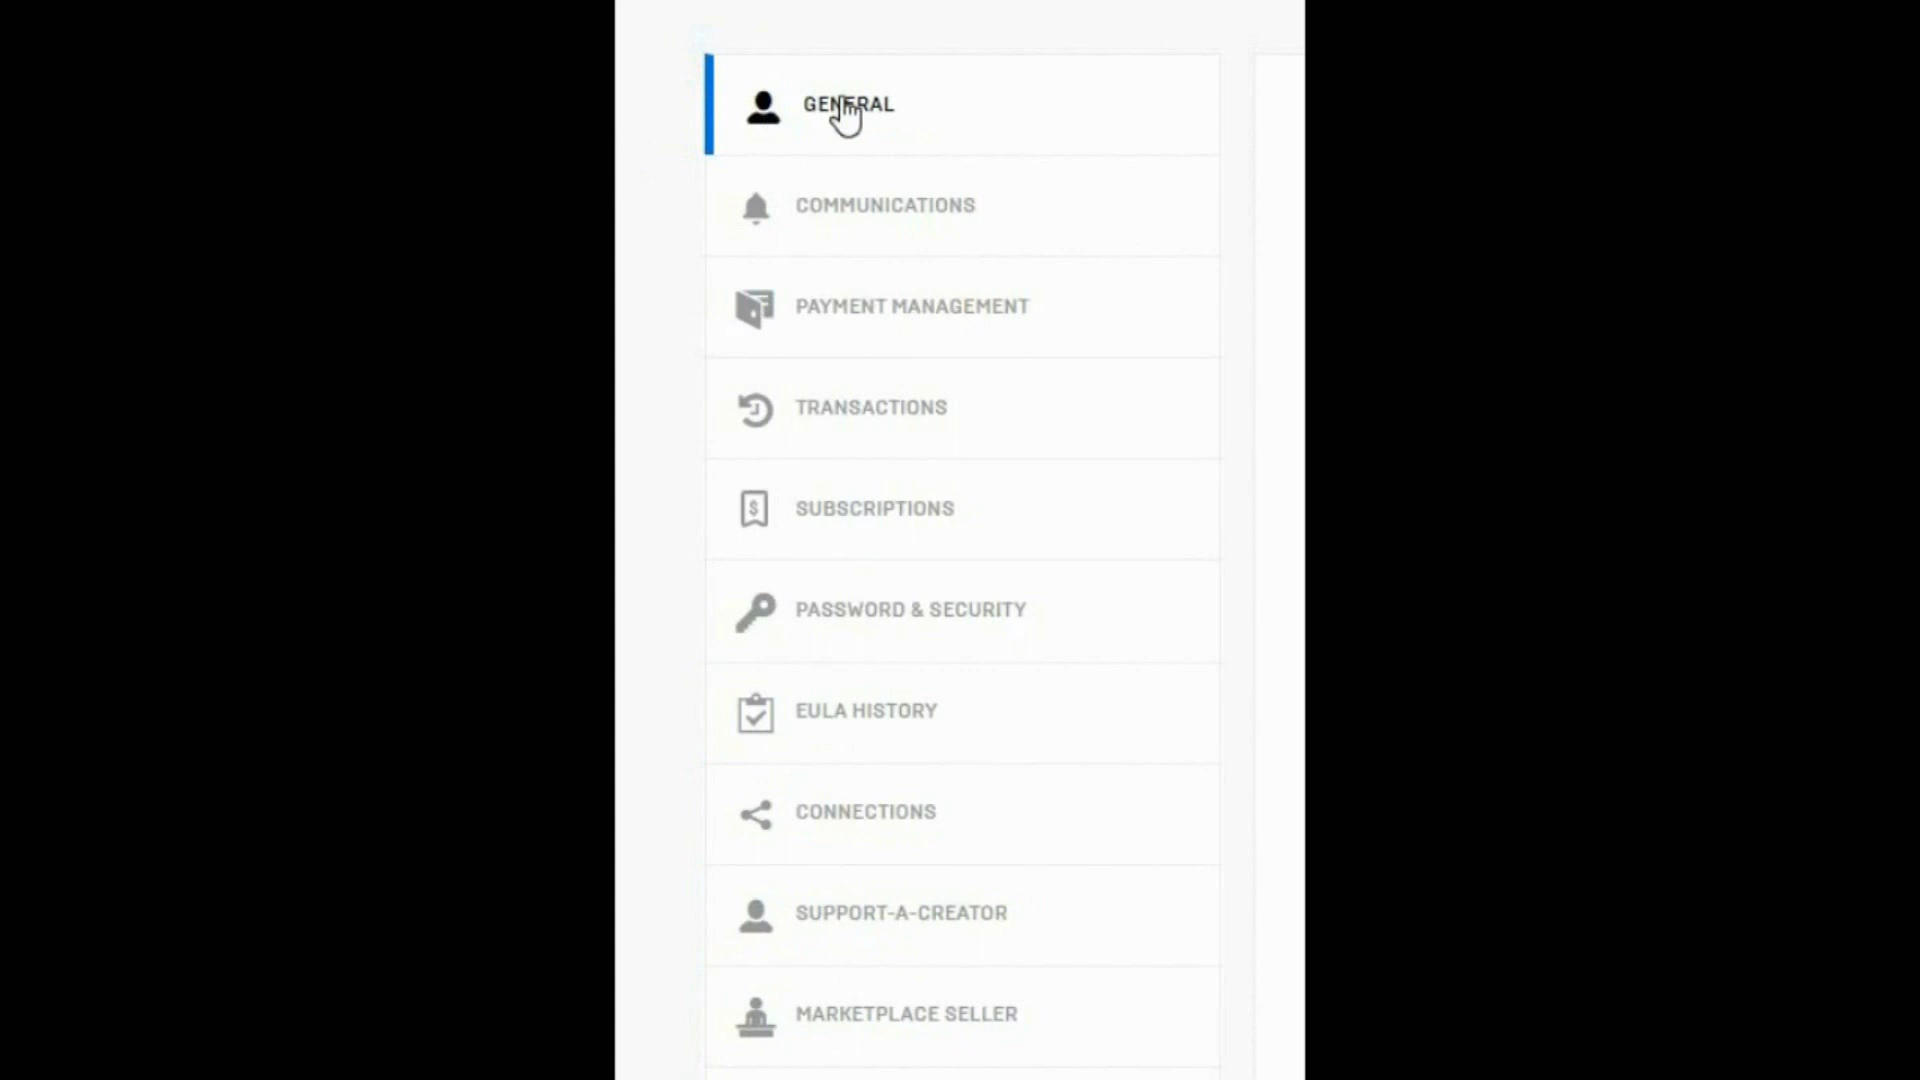 GENERAL
COMMUNICATIONS
PAYMENT MANAGEMENT
TRANSACTIONS
SUBSCRIPTIONS
PASSWORD & SECURITY
EULA HISTORY
CONNECTIONS
SUPPORT-A-CREATOR
MARKETPLACE SELLER